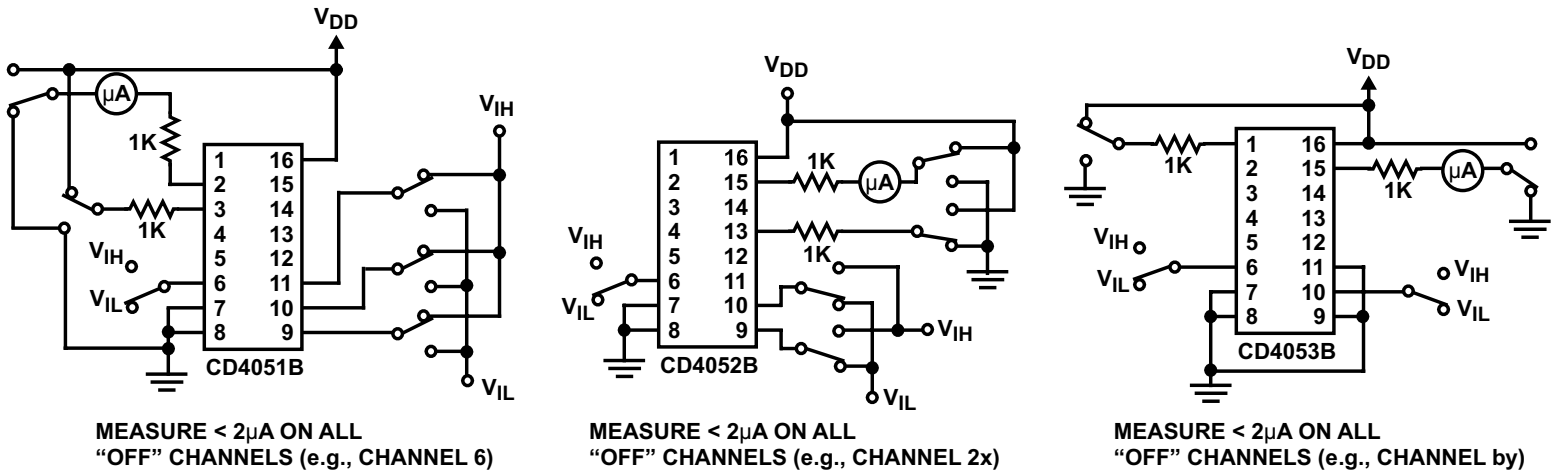 VDD
µA
1K
1K
VIH
VIL
1 16
2 15
3 14
4 13
5 12
6 11
7 10
8 9
CD4051B
VIH
VIL
MEASURE < 2µA ON ALL
“OFF” CHANNELS (e.g., CHANNEL 6)
VDD
1K
µA
1K
VIH
VIL
1 16
2 15
3 14
4 13
5 12
6 11
7 10
8 9
CD4052B
VIH
VIL
MEASURE < 2µA ON ALL
“OFF” CHANNELS (e.g., CHANNEL 2x)
VDD
1K
1K
µA
VIH
VIL
1 16
2 15
3 14
4 13
5 12
6 11
7 10
8 9
CD4053B
VIH
VIL
MEASURE < 2µA ON ALL
“OFF” CHANNELS (e.g., CHANNEL by)